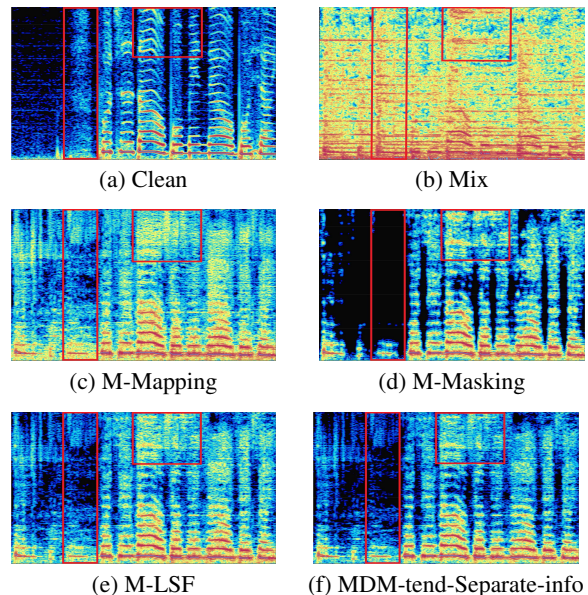 (a) Clean
(b) Mix
(c) M-Mapping
(d) M-Masking
(e) M-LSF
(f) MDM-tend-Separate-info